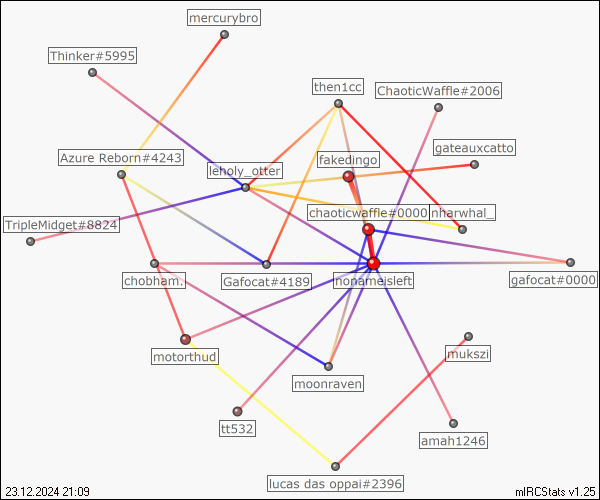 mercurybro
Thinker#5995
then1cc
ChaoticWaffle#2006
gateauxcatto
Azure Reborn#4243
leholy_otter
fakedingo
TripleMidget#8824
chaoticwaffle#0000
nharwhal_
chobham.
Gafocat#4189
nonameisleft
gafocat#0000
motorthud
mukszi
moonraven
tt532
amah1246
lucas das oppai#2396
23.12.2024 21:09
mIRCStats v1.25